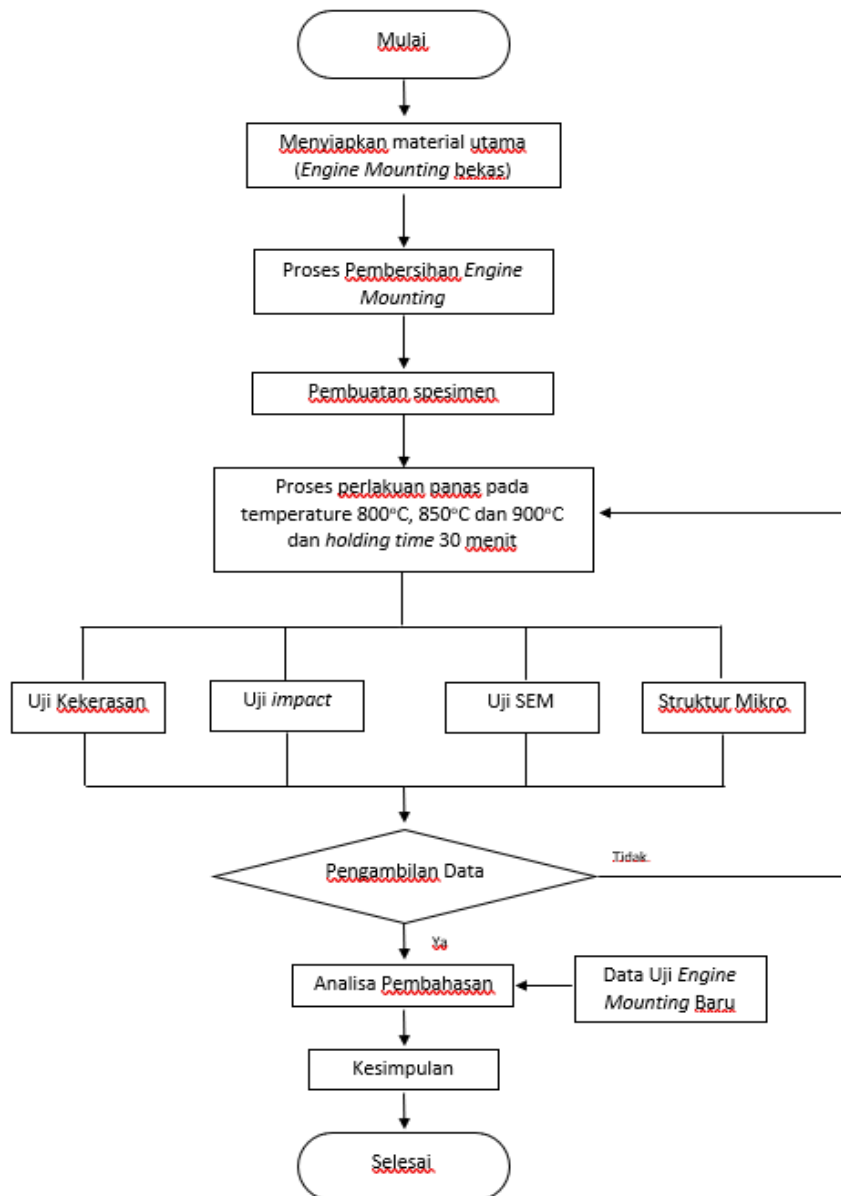 Mulai
Menyiapkan material utama
(Engine Mounting bekas)
Proses Pembersihan Engine
Mounting
Pembuatan spesimen
Proses perlakuan panas pada
temperature 800°C, 850°C dan 900°C
dan holding time 30 menit
Uji Kekerasan
Uji impact
Uji SEM
Struktur Mikro
Pengambilan Data
Tidak
Ya
Analisa Pembahasan
Data Uji Engine
Mounting Baru
Kesimpulan
Selesai